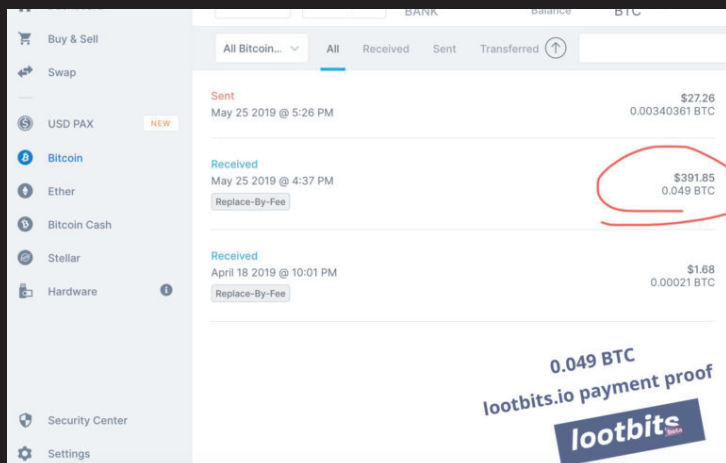 BANK
Balance
BTC
Buy & Sell
Swap
USD PAX
NEW
Bitcoin
Ether
Bitcoin Cash
Stellar
Hardware
Security Center
Settings
All Bitcoin...
All
Received
Sent
Transferred
Sent
May 25 2019 @ 5:26 PM
$27.26
0.00340361 BTC
Received
May 25 2019 @ 4:37 PM
Replace-By-Fee
$391.85
0.049 BTC
Received
April 18 2019 @ 10:01 PM
Replace-By-Fee
$1.68
0.00021 BTC
0.049 BTC
lootbits.io payment proof
lootbits
beta